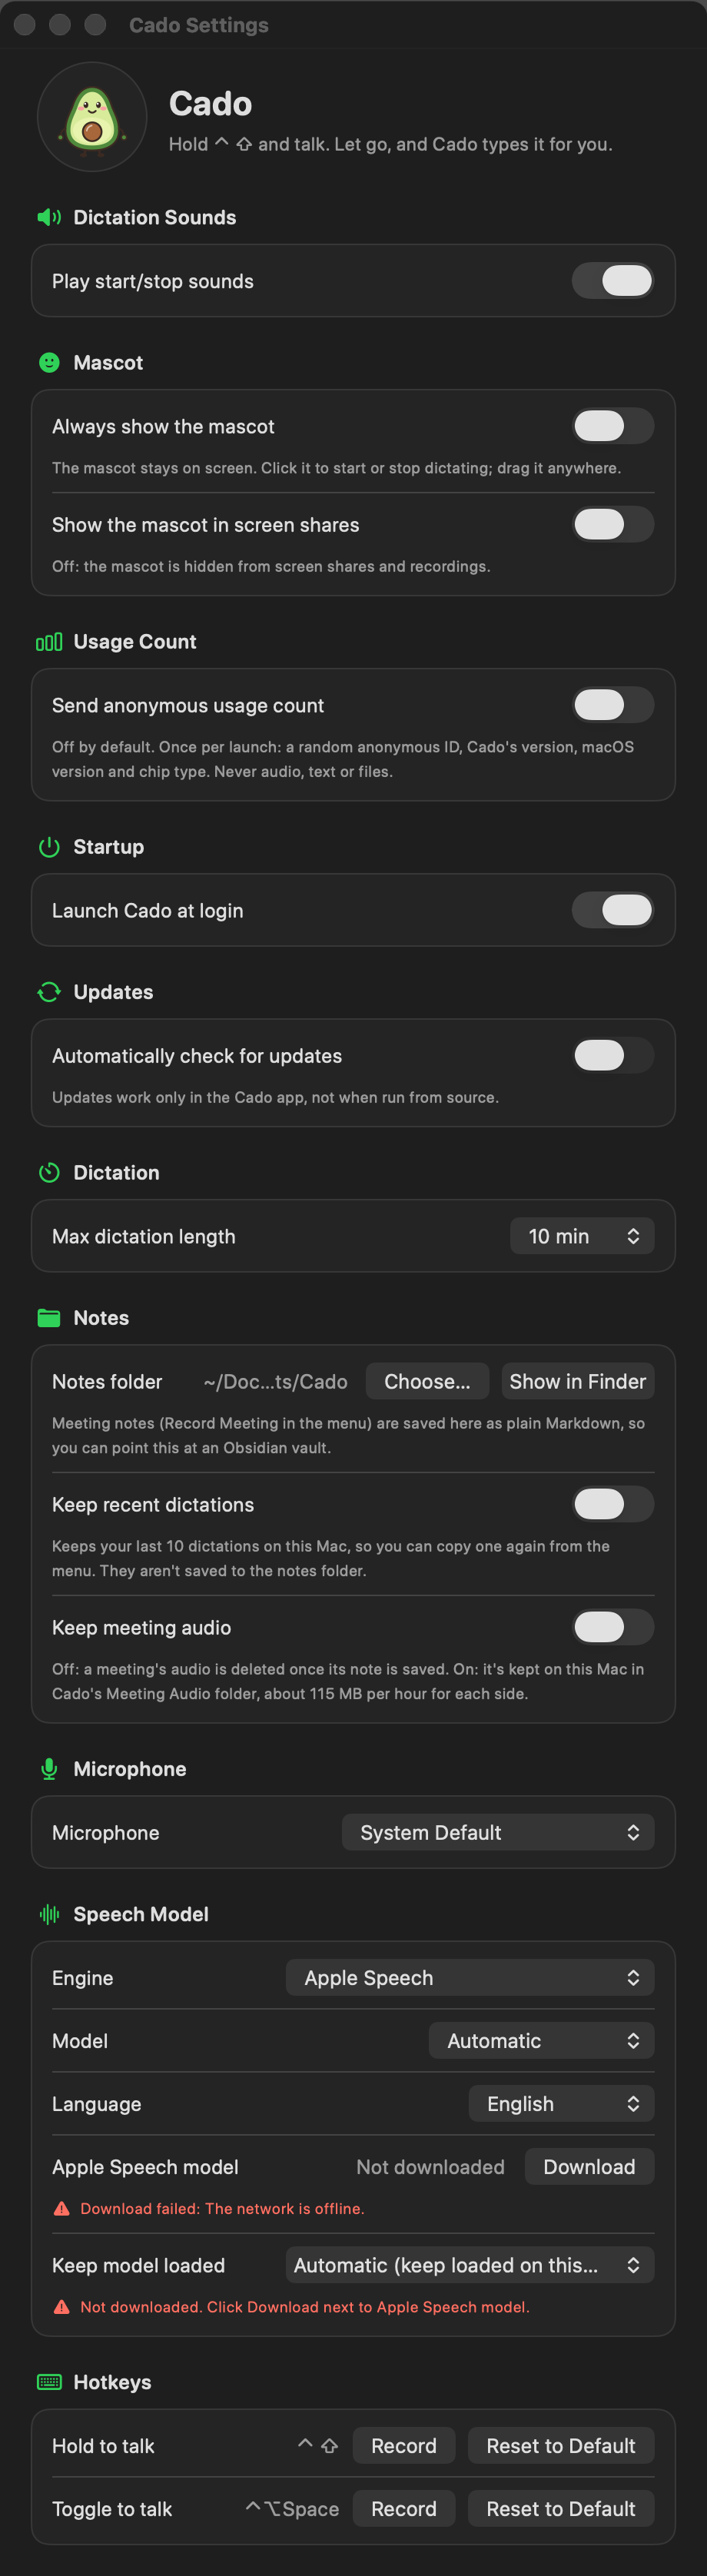 Cado Settings
Cado
Hold ^ ⇧ and talk. Let go, and Cado types it for you.
Dictation Sounds
Play start/stop sounds
Mascot
Always show the mascot
The mascot stays on screen. Click it to start or stop dictating; drag it anywhere.
Show the mascot in screen shares
Off: the mascot is hidden from screen shares and recordings.
Usage Count
Send anonymous usage count
Off by default. Once per launch: a random anonymous ID, Cado's version, macOS
version and chip type. Never audio, text or files.
Startup
Launch Cado at login
Updates
Automatically check for updates
Updates work only in the Cado app, not when run from source.
Dictation
Max dictation length 10 min
Notes
Notes folder ~/Doc...ts/Cado Choose... Show in Finder
Meeting notes (Record Meeting in the menu) are saved here as plain Markdown, so
you can point this at an Obsidian vault.
Keep recent dictations
Keeps your last 10 dictations on this Mac, so you can copy one again from the
menu. They aren't saved to the notes folder.
Keep meeting audio
Off: a meeting's audio is deleted once its note is saved. On: it's kept on this Mac in
Cado's Meeting Audio folder, about 115 MB per hour for each side.
Microphone
Microphone System Default
Speech Model
Engine Apple Speech
Model Automatic
Language English
Apple Speech model Not downloaded Download
Download failed: The network is offline.
Keep model loaded Automatic (keep loaded on this...
Not downloaded. Click Download next to Apple Speech model.
Hotkeys
Hold to talk ^ ⇧ Record Reset to Default
Toggle to talk ^⌥Space Record Reset to Default